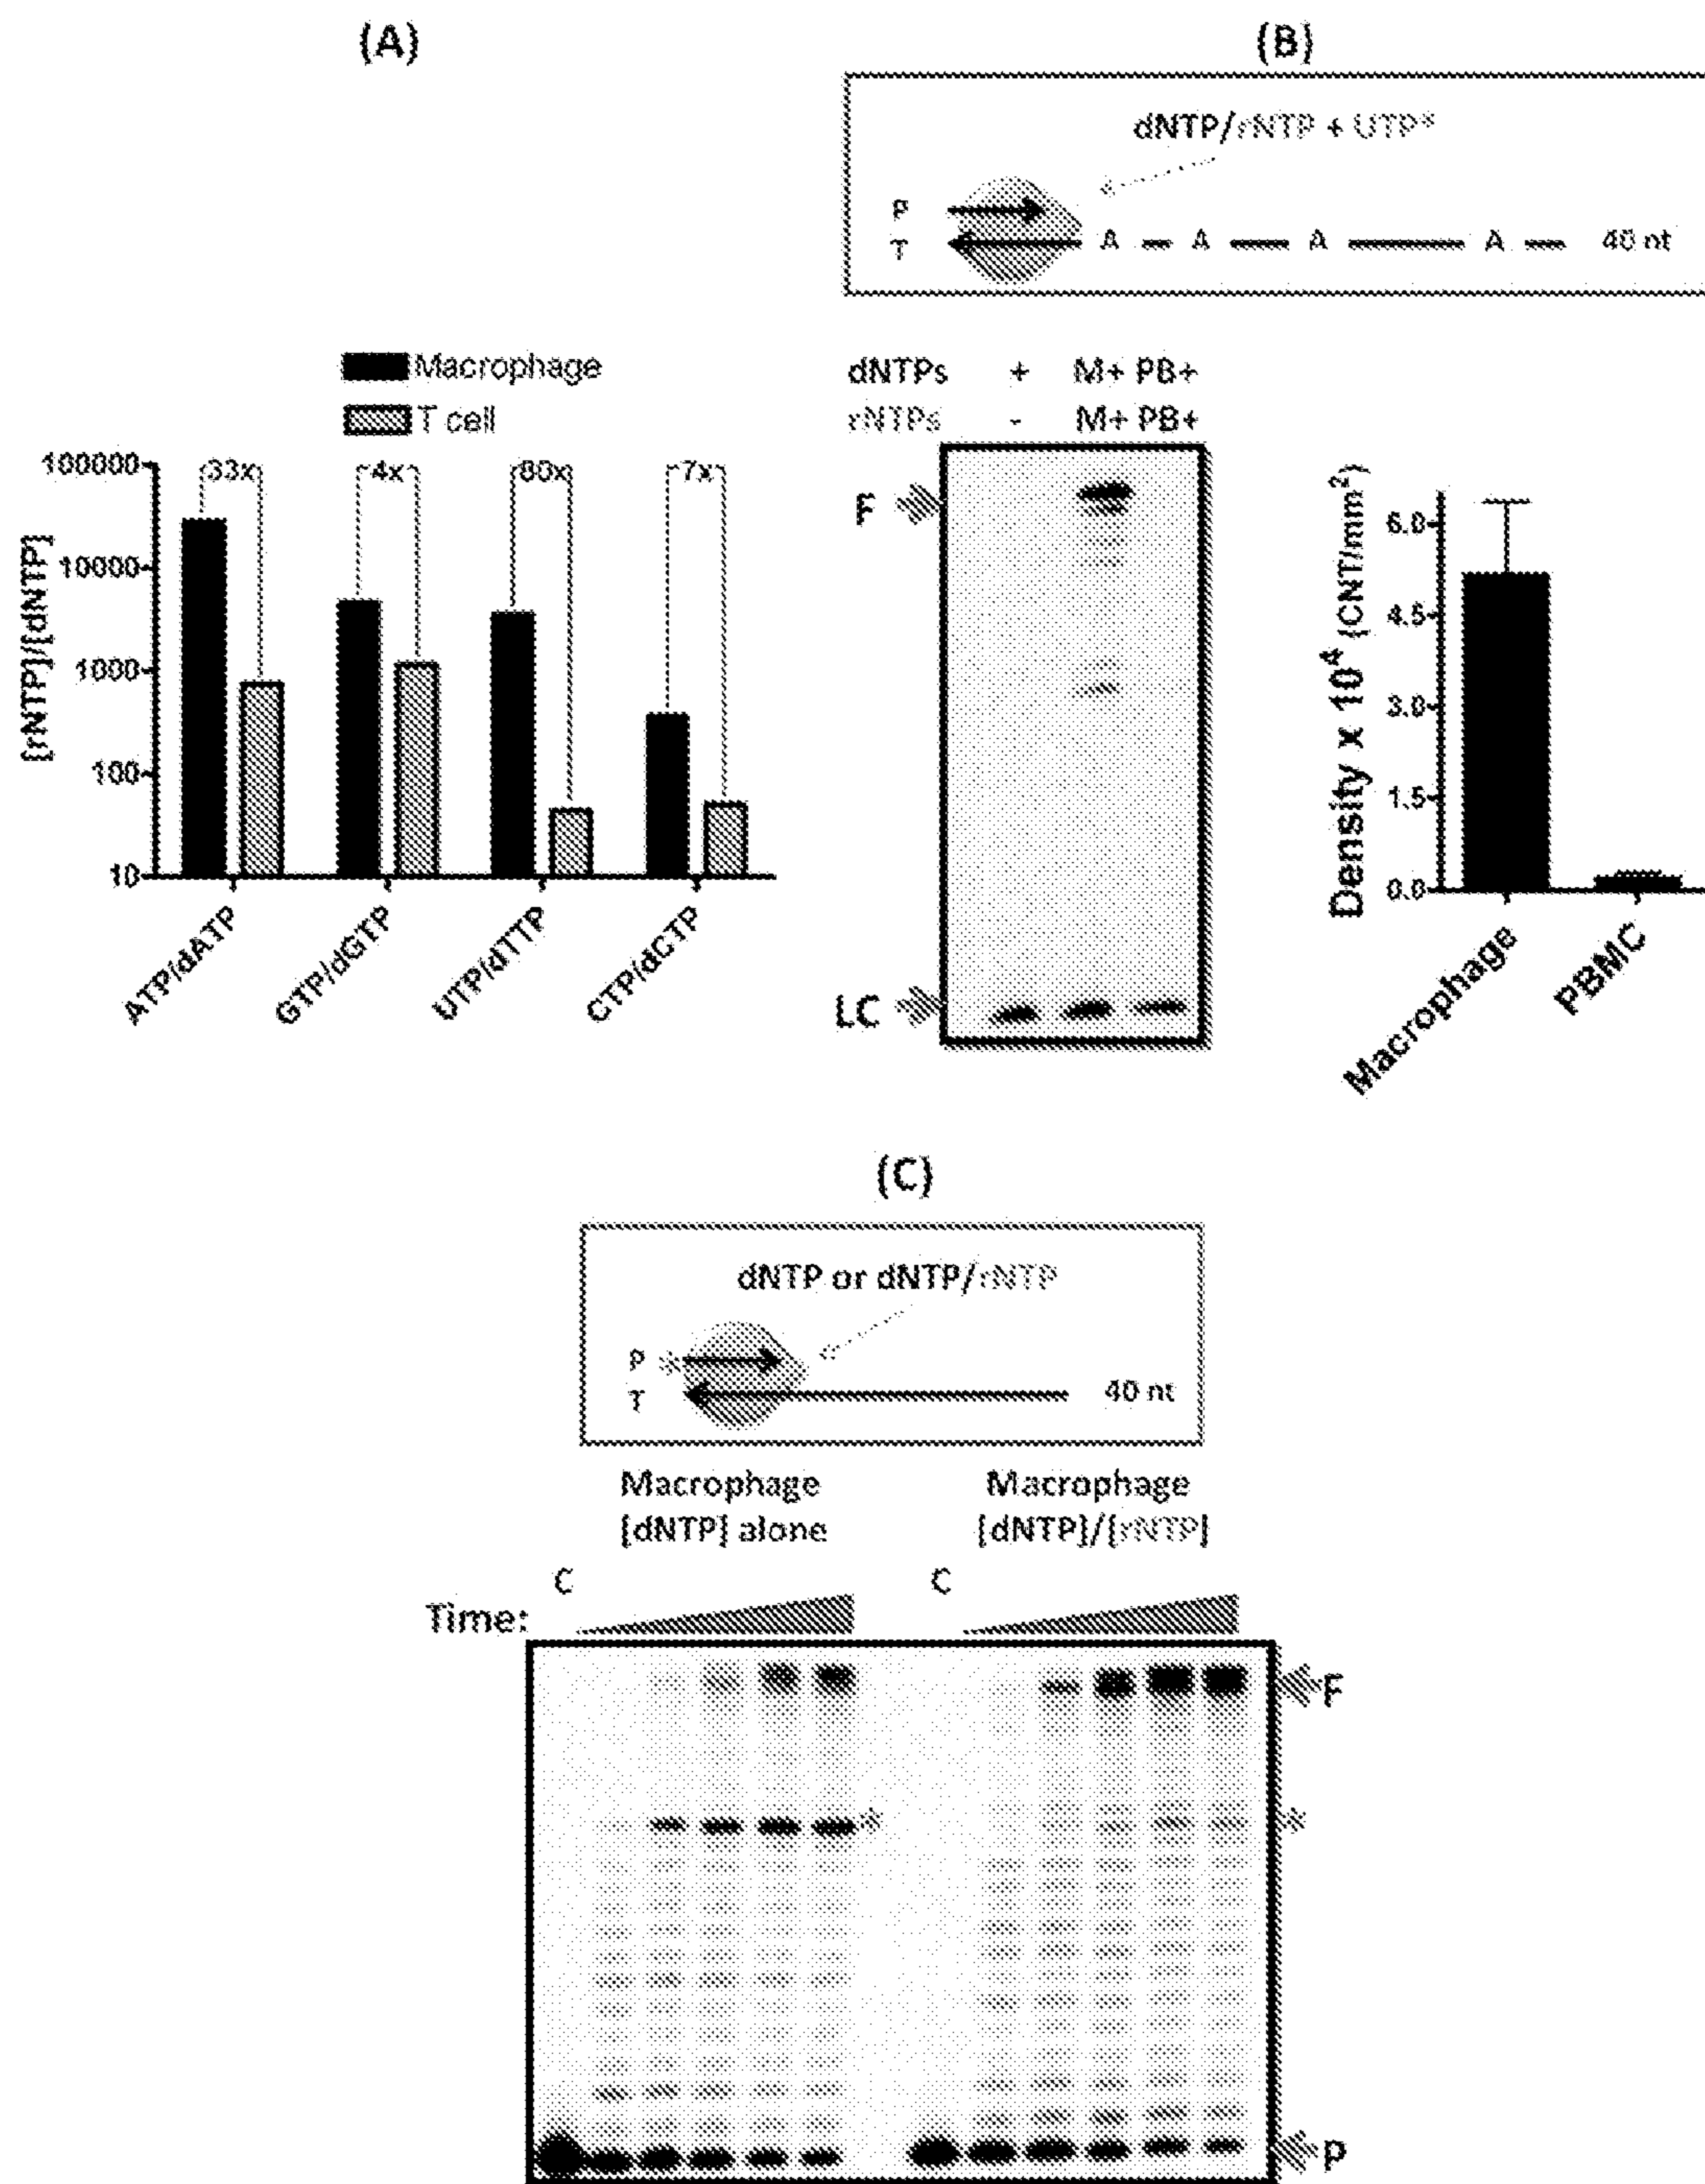 (A)
Macrophage
T cell
[rNTP]/[dNTP]
100000
10000
1000
100
10
33x
4x
80x
7x
ATP/dATP
GTP/dGTP
UTP/dTTP
CTP/dCTP
(B)
dNTP/rNTP + UTP*
P
T
A A A A 40 nt
dNTPs + M+ PB+
rNTPs - M+ PB+
F
LC
Density x 10⁴ (CNT/mm²)
6.0
4.5
3.0
1.5
0.0
Macrophage
PBMC
(C)
dNTP or dNTP/rNTP
P *
T 40 nt
Macrophage
[dNTP] alone
Macrophage
[dNTP]/[rNTP]
C C
Time:
F
* *
P